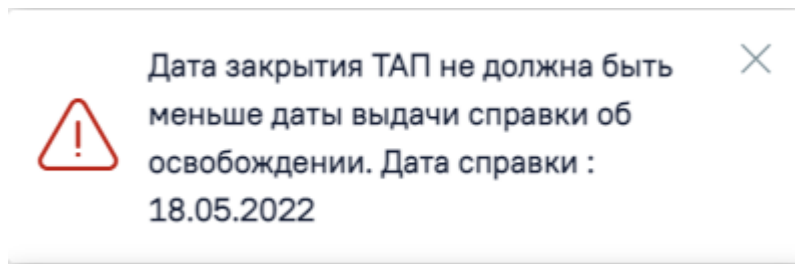 Дата закрытия ТАП не должна быть
меньше даты выдачи справки об
освобождении. Дата справки :
18.05.2022